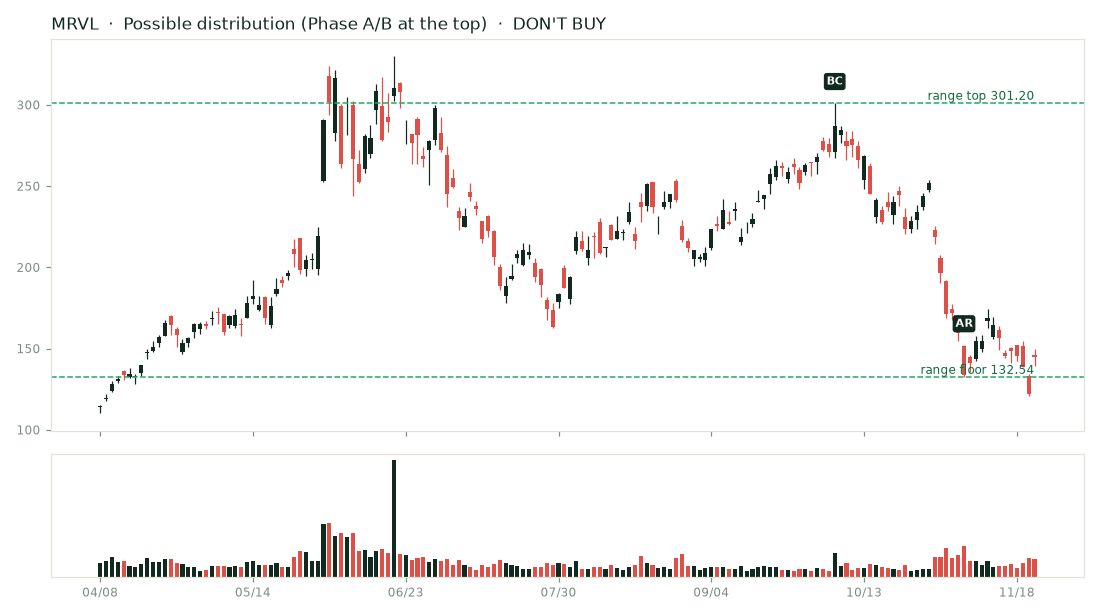 MRVL · Possible distribution (Phase A/B at the top) · DON'T BUY
BC
range top 301.20
300
250
200
AR
150
range floor 132.54
100
04/08 05/14 06/23 07/30 09/04 10/13 11/18